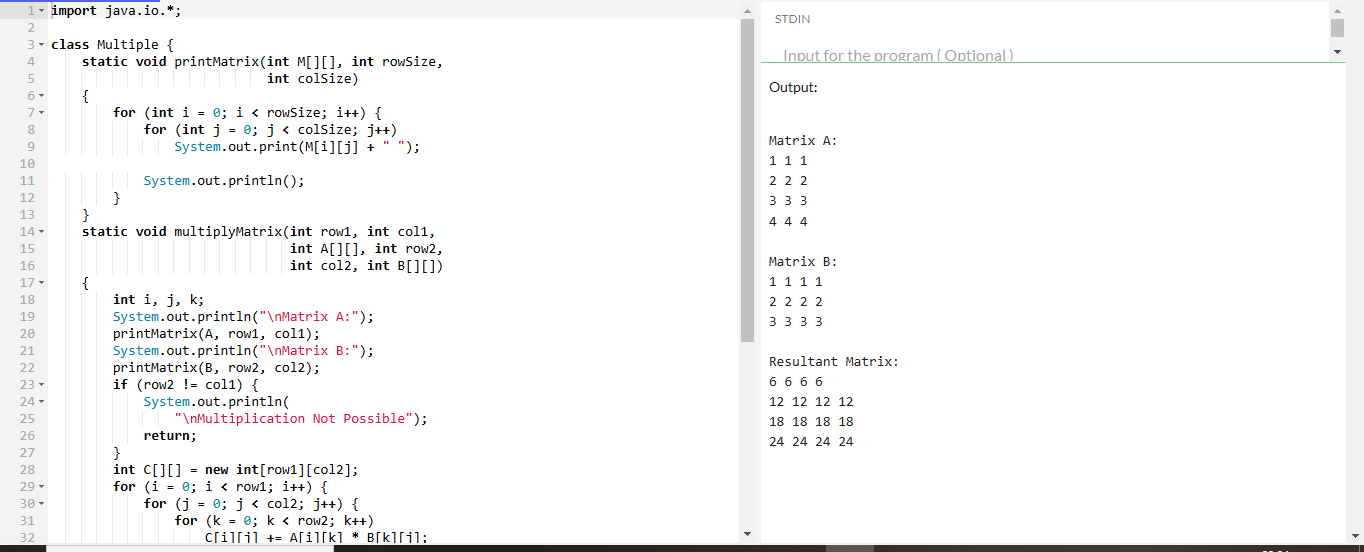 1 import java.io.*;
2
3 class Multiple {
4 static void printMatrix(int M[][], int rowSize,
5 int colSize)
6 {
7 for (int i = 0; i < rowSize; i++) {
8 for (int j = 0; j < colSize; j++)
9 System.out.print(M[i][j] + " ");
10
11 System.out.println();
12 }
13 }
14 static void multiplyMatrix(int row1, int col1,
15 int A[][], int row2,
16 int col2, int B[][])
17 {
18 int i, j, k;
19 System.out.println("\nMatrix A:");
20 printMatrix(A, row1, col1);
21 System.out.println("\nMatrix B:");
22 printMatrix(B, row2, col2);
23 if (row2 != col1) {
24 System.out.println(
25 "\nMultiplication Not Possible");
26 return;
27 }
28 int C[][] = new int[row1][col2];
29 for (i = 0; i < row1; i++) {
30 for (j = 0; j < col2; j++) {
31 for (k = 0; k < row2; k++)
32 C[i][j] += A[i][k] * B[k][j];
STDIN
Input for the program ( Optional )
Output:
Matrix A:
1 1 1
2 2 2
3 3 3
4 4 4
Matrix B:
1 1 1 1
2 2 2 2
3 3 3 3
Resultant Matrix:
6 6 6 6
12 12 12 12
18 18 18 18
24 24 24 24